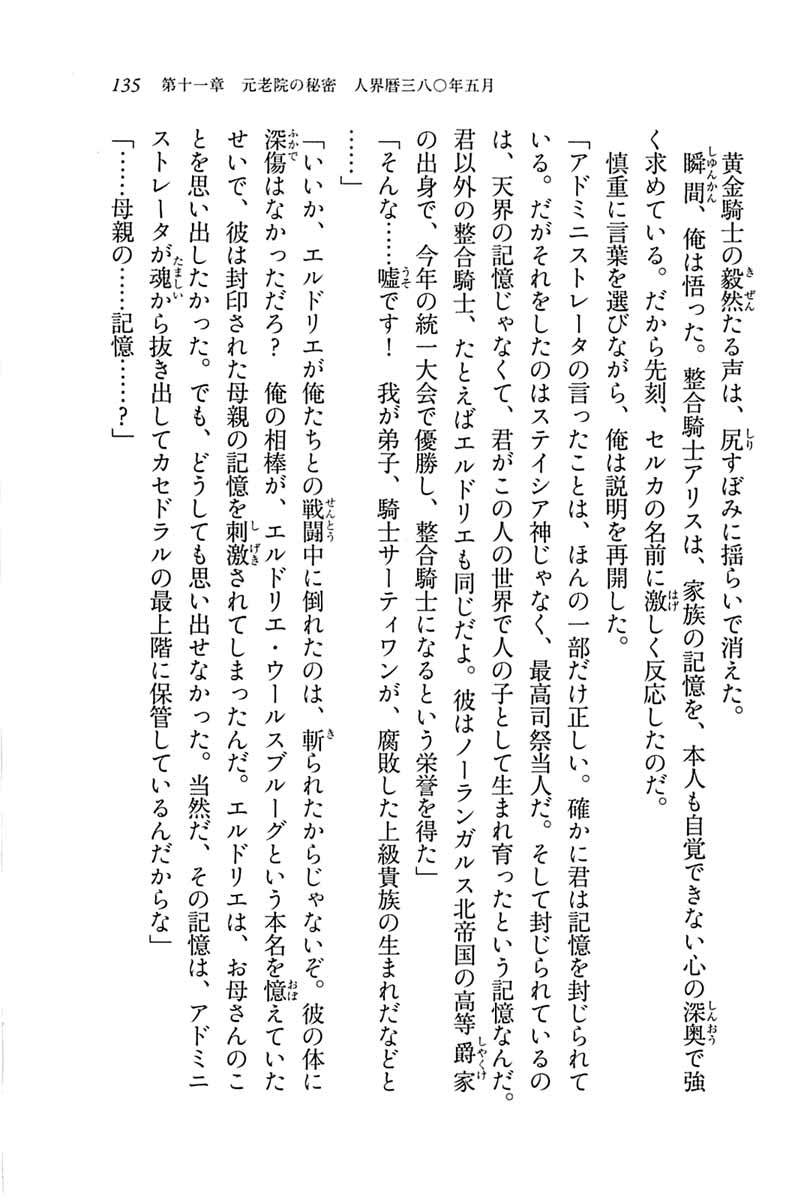 135　第十一章　元老院の秘密　人界暦三八〇年五月
　黄金騎士の毅然たる声は、尻すぼみに揺らいで消えた。
　瞬間、俺は悟った。整合騎士アリスは、家族の記憶を、本人も自覚できない心の深奥で強
く求めている。だから先刻、セルカの名前に激しく反応したのだ。
　慎重に言葉を選びながら、俺は説明を再開した。
「アドミニストレータの言ったことは、ほんの一部だけ正しい。確かに君は記憶を封じられて
いる。だがそれをしたのはステイシア神じゃなく、最高司祭当人だ。そして封じられているの
は、天界の記憶じゃなくて、君がこの人の世界で人の子として生まれ育ったという記憶なんだ。
君以外の整合騎士、たとえばエルドリエも同じだよ。彼はノーランガルス北帝国の高等爵家
の出身で、今年の統一大会で優勝し、整合騎士になるという栄誉を得た」
「そんな……嘘です！　我が弟子、騎士サーティワンが、腐敗した上級貴族の生まれだなどと
……」
「いいか、エルドリエが俺たちとの戦闘中に倒れたのは、斬られたからじゃないぞ。彼の体に
深傷はなかっただろ？　俺の相棒が、エルドリエ・ウールスブルーグという本名を憶えていた
せいで、彼は封印された母親の記憶を刺激されてしまったんだ。エルドリエは、お母さんのこ
とを思い出したかった。でも、どうしても思い出せなかった。当然だ、その記憶は、アドミニ
ストレータが魂から抜き出してカセドラルの最上階に保管しているんだからな」
「……母親の……記憶……？」